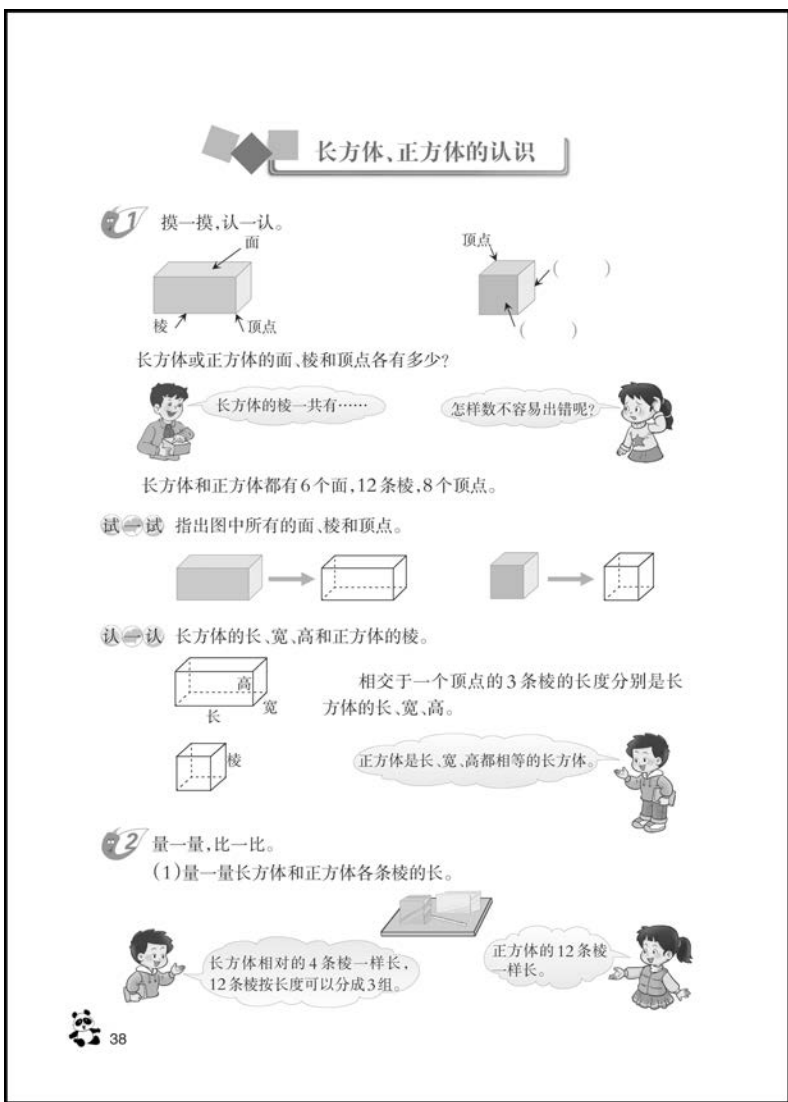 长方体、正方体的认识
1 摸一摸,认一认。
面
棱
顶点
顶点
(  )
(  )
长方体或正方体的面、棱和顶点各有多少?
长方体的棱一共有……
怎样数不容易出错呢?
长方体和正方体都有6个面,12条棱,8个顶点。
试一试 指出图中所有的面、棱和顶点。
认一认 长方体的长、宽、高和正方体的棱。
高
长
宽
相交于一个顶点的3条棱的长度分别是长
方体的长、宽、高。
棱
正方体是长、宽、高都相等的长方体。
2 量一量,比一比。
(1)量一量长方体和正方体各条棱的长。
长方体相对的4条棱一样长,
12条棱按长度可以分成3组。
正方体的12条棱
一样长。
38